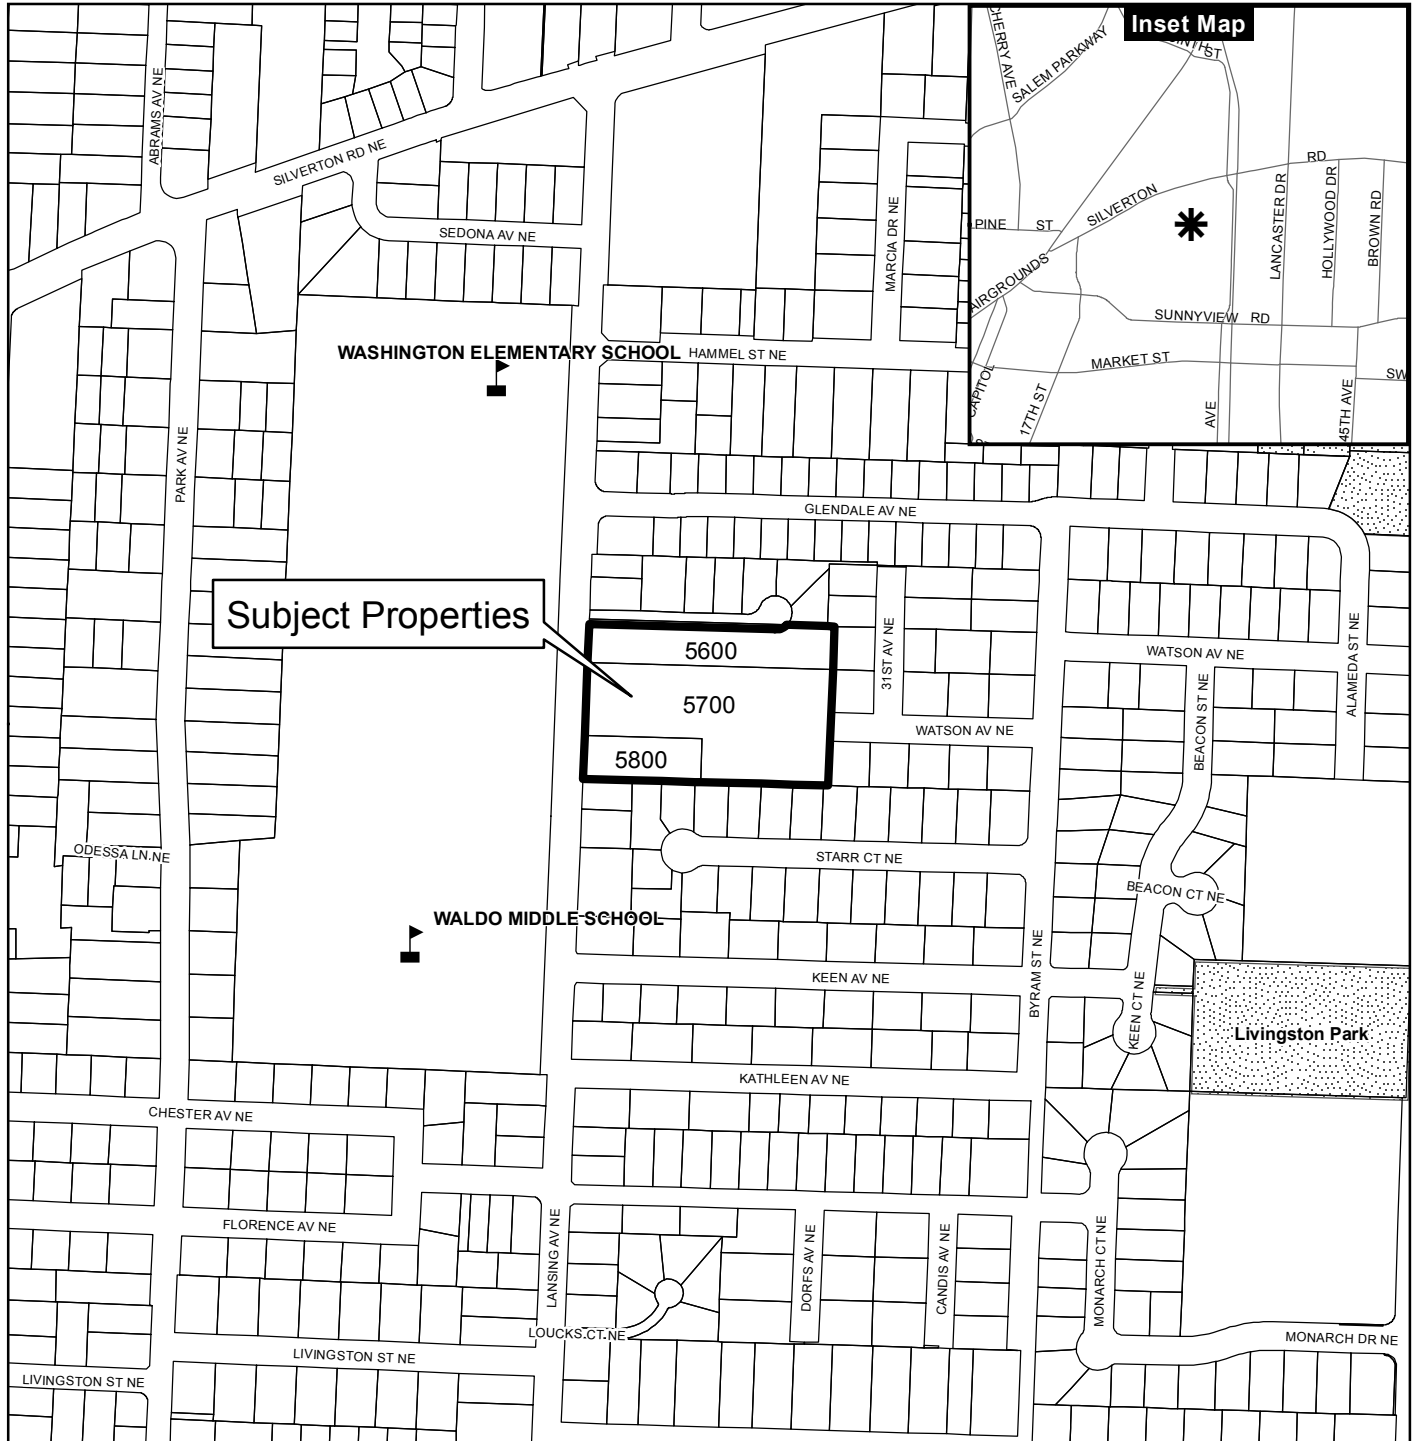 Inset Map
CHERRY AVE
SALEM PARKWAY
ST
RD
SILVERTON
PINE ST
LANCASTER DR
HOLLYWOOD DR
BROWN RD
AIRGROUNDS
SUNNYVIEW RD
MARKET ST
CAPITOL
17TH ST
AVE
45TH AVE
SW
ABRAMS AV NE
SILVERTON RD NE
SEDONA AV NE
MARCIA DR NE
WASHINGTON ELEMENTARY SCHOOL
HAMMEL ST NE
PARK AV NE
GLENDALE AV NE
Subject Properties
5600
5700
5800
31ST AV NE
WATSON AV NE
WATSON AV NE
BEACON ST NE
ALAMEDA ST NE
ODESSA LN NE
STARR CT NE
BEACON CT NE
WALDO MIDDLE SCHOOL
BYRAM ST NE
KEEN AV NE
KEEN CT NE
Livingston Park
KATHLEEN AV NE
CHESTER AV NE
FLORENCE AV NE
LANSING AV NE
DORFS AV NE
CANDIS AV NE
MONARCH CT NE
LOUCKS CT NE
MONARCH DR NE
LIVINGSTON ST NE
LIVINGSTON ST NE